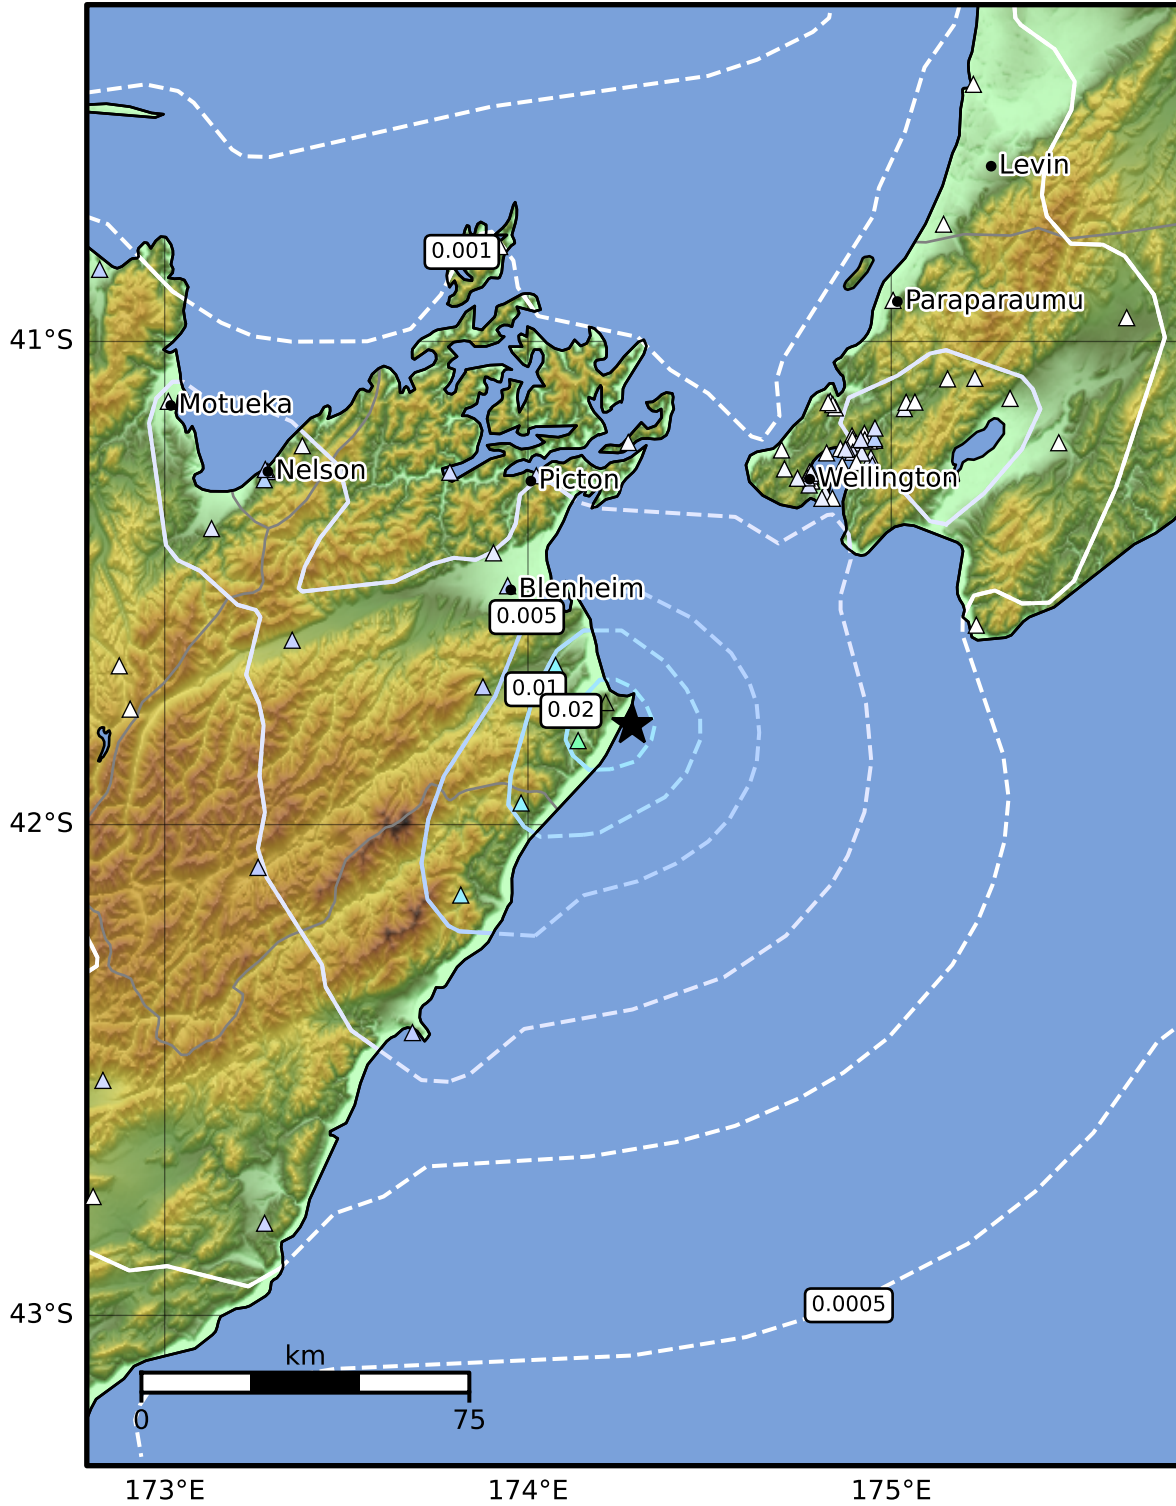 Levin
0.001
Paraparaumu
41°S
Motueka
Nelson
Picton
Wellington
Blenheim
0.005
0.01
0.02
42°S
0.0005
43°S
km
0
75
173°E
174°E
175°E